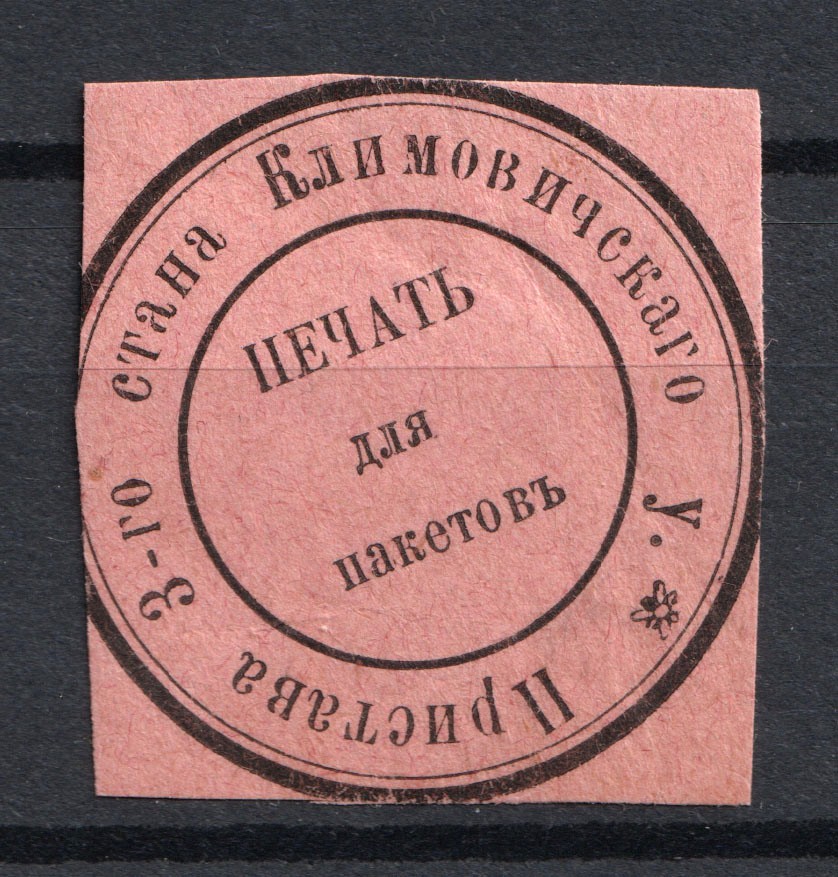 Пристава 3-го стана Климовичскаго у.
ПЕЧАТЬ
для
пакетовъ